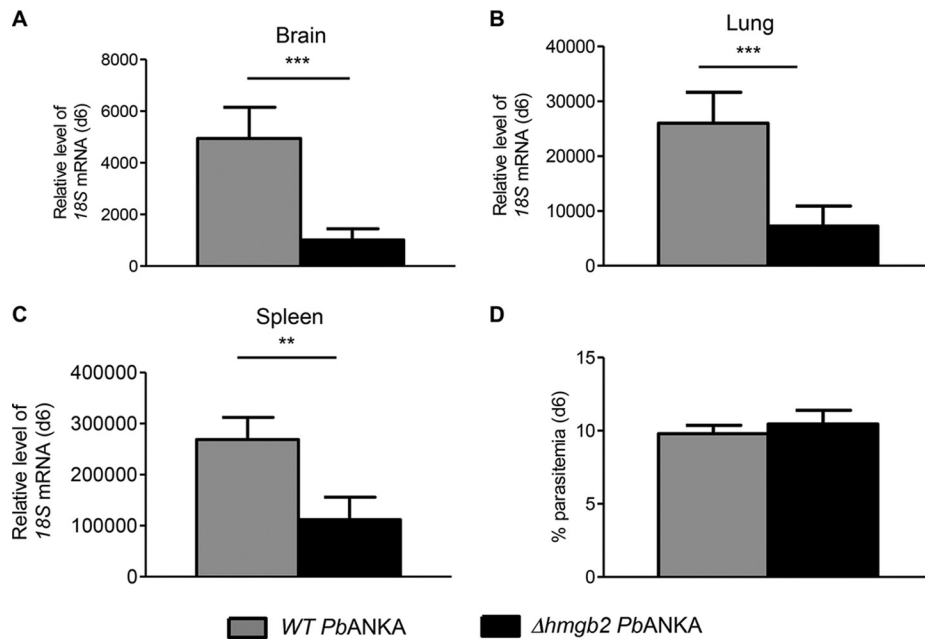 A
Brain
Relative level of
18S mRNA (d6)
8000
6000
4000
2000
0
***
B
Lung
Relative level of
18S mRNA (d6)
40000
30000
20000
10000
0
***
C
Spleen
Relative level of
18S mRNA (d6)
400000
300000
200000
100000
0
**
D
% parasitemia (d6)
15
10
5
0
WT PbANKA
Δhmgb2 PbANKA